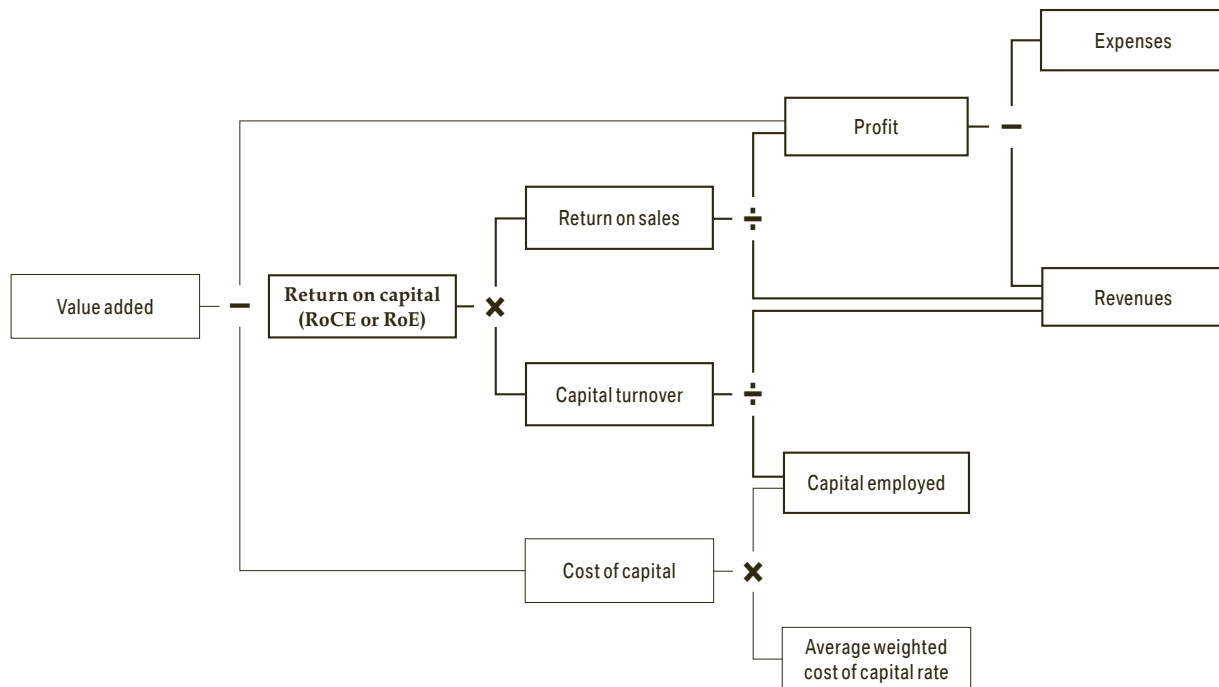 Expenses
Profit
Return on sales
Value added
Return on capital
(RoCE or RoE)
Revenues
Capital turnover
Capital employed
Cost of capital
Average weighted
cost of capital rate